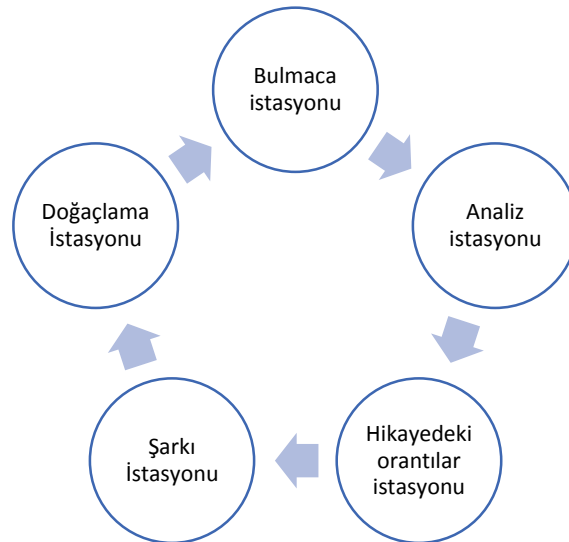 Bulmaca
istasyonu
Analiz
istasyonu
Hikayedeki
orantılar
istasyonu
Şarkı
İstasyonu
Doğaçlama
İstasyonu